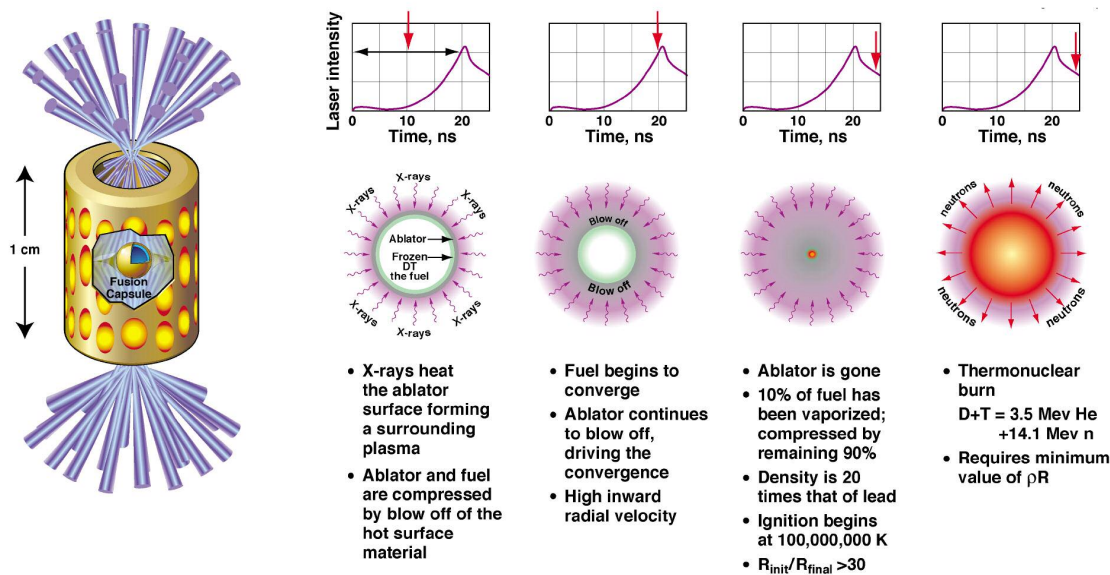 1 cm
Fusion
Capsule
Laser intensity
0
20
Time, ns
0
20
Time, ns
0
20
Time, ns
0
20
Time, ns
X-rays
X-rays
X-rays
Ablator
Frozen
DT
the fuel
X-rays
X-rays
X-rays
Blow off
Blow off
neutrons
neutrons
neutrons
neutrons
• X-rays heat
the ablator
surface forming
a surrounding
plasma
• Ablator and fuel
are compressed
by blow off of the
hot surface
material
• Fuel begins to
converge
• Ablator continues
to blow off,
driving the
convergence
• High inward
radial velocity
• Ablator is gone
• 10% of fuel has
been vaporized;
compressed by
remaining 90%
• Density is 20
times that of lead
• Ignition begins
at 100,000,000 K
• Rinit/Rfinal >30
• Thermonuclear
burn
D+T = 3.5 Mev He
+14.1 Mev n
• Requires minimum
value of ρR